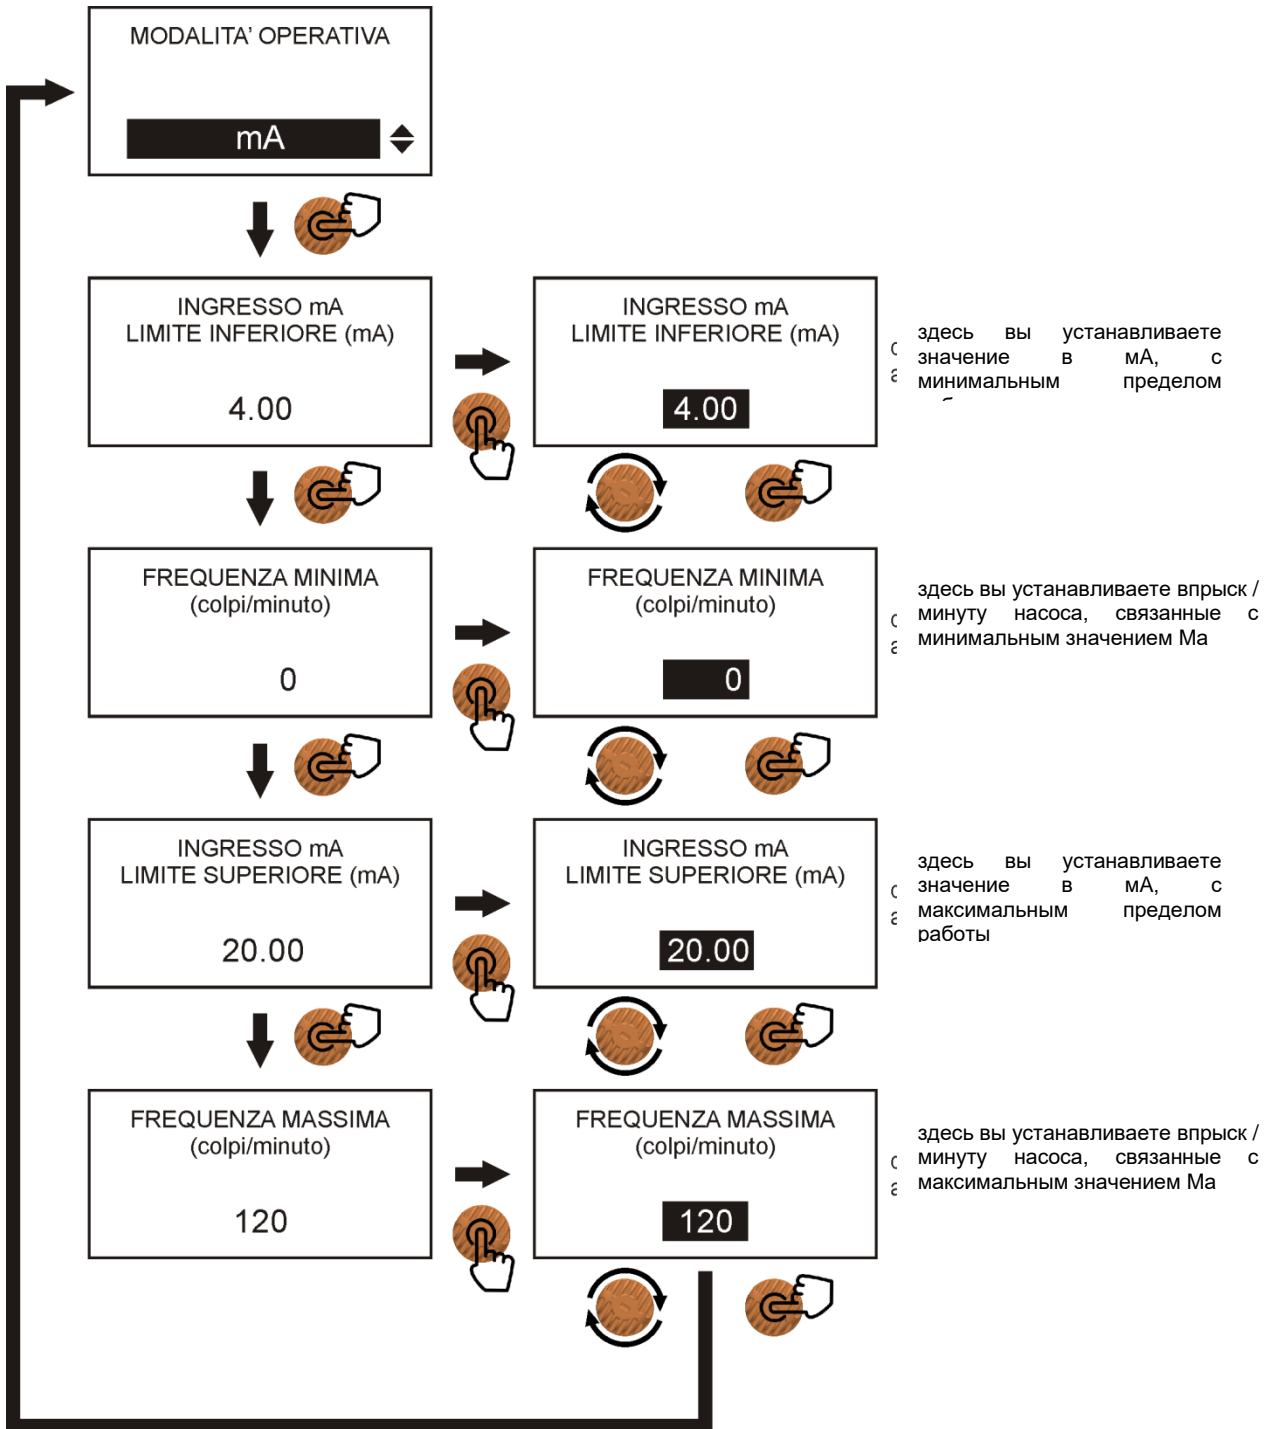 MODALITA' OPERATIVA
mA
INGRESSO mA
LIMITE INFERIORE (mA)
4.00
INGRESSO mA
LIMITE INFERIORE (mA)
4.00
здесь вы устанавливаете
значение в мА, с
минимальным пределом
FREQUENZA MINIMA
(colpi/minuto)
0
FREQUENZA MINIMA
(colpi/minuto)
0
здесь вы устанавливаете впрыск /
минуту насоса, связанные с
минимальным значением Ма
INGRESSO mA
LIMITE SUPERIORE (mA)
20.00
INGRESSO mA
LIMITE SUPERIORE (mA)
20.00
здесь вы устанавливаете
значение в мА, с
максимальным пределом
работы
FREQUENZA MASSIMA
(colpi/minuto)
120
FREQUENZA MASSIMA
(colpi/minuto)
120
здесь вы устанавливаете впрыск /
минуту насоса, связанные с
максимальным значением Ма